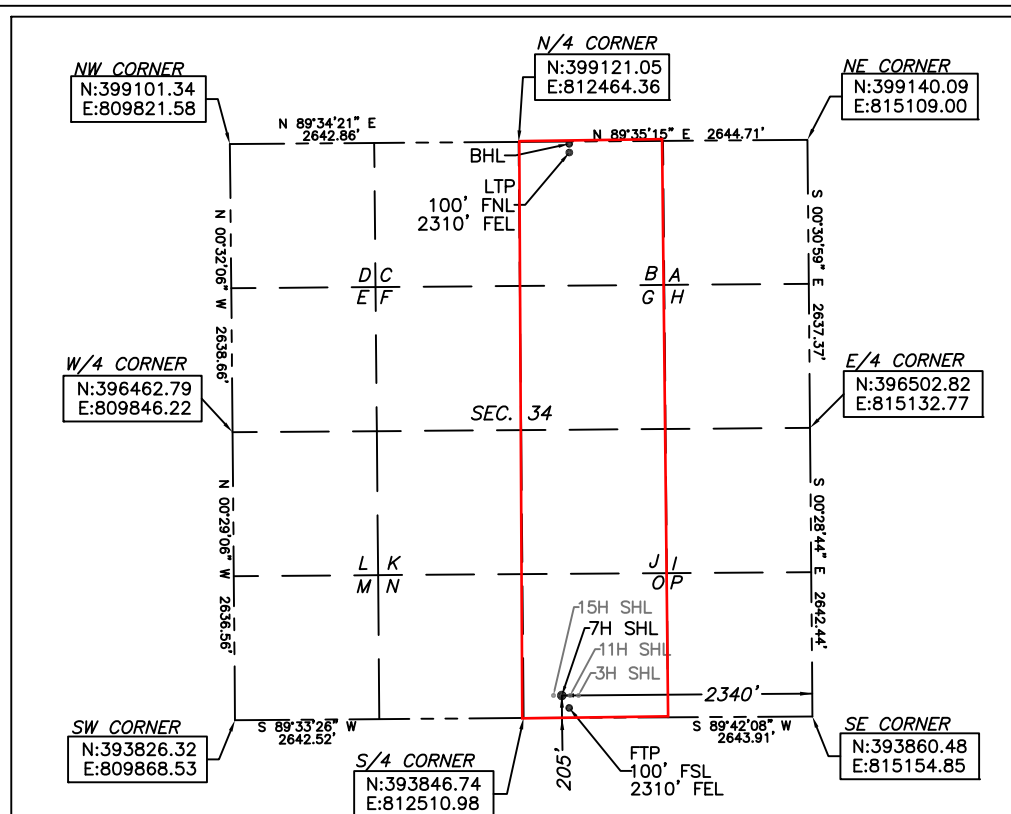 N/4 CORNER
N:399121.05
E:812464.36
NW CORNER
N:399101.34
E:809821.58
NE CORNER
N:399140.09
E:815109.00
N 89°34'21" E
2642.86'
N 89°35'15" E 2644.71'
BHL
LTP
100' FNL
2310' FEL
N 00°32'06" W 2638.66'
S 00°30'59" E 2637.37'
D C
E F
B A
G H
W/4 CORNER
N:396462.79
E:809846.22
E/4 CORNER
N:396502.82
E:815132.77
SEC. 34
N 00°29'06" W 2636.56'
S 00°28'44" E 2642.44'
L K
M N
J I
O P
15H SHL
7H SHL
11H SHL
3H SHL
2340'
205'
S 89°33'26" W
2642.52'
S 89°42'08" W
2643.91'
SW CORNER
N:393826.32
E:809868.53
S/4 CORNER
N:393846.74
E:812510.98
FTP
100' FSL
2310' FEL
SE CORNER
N:393860.48
E:815154.85